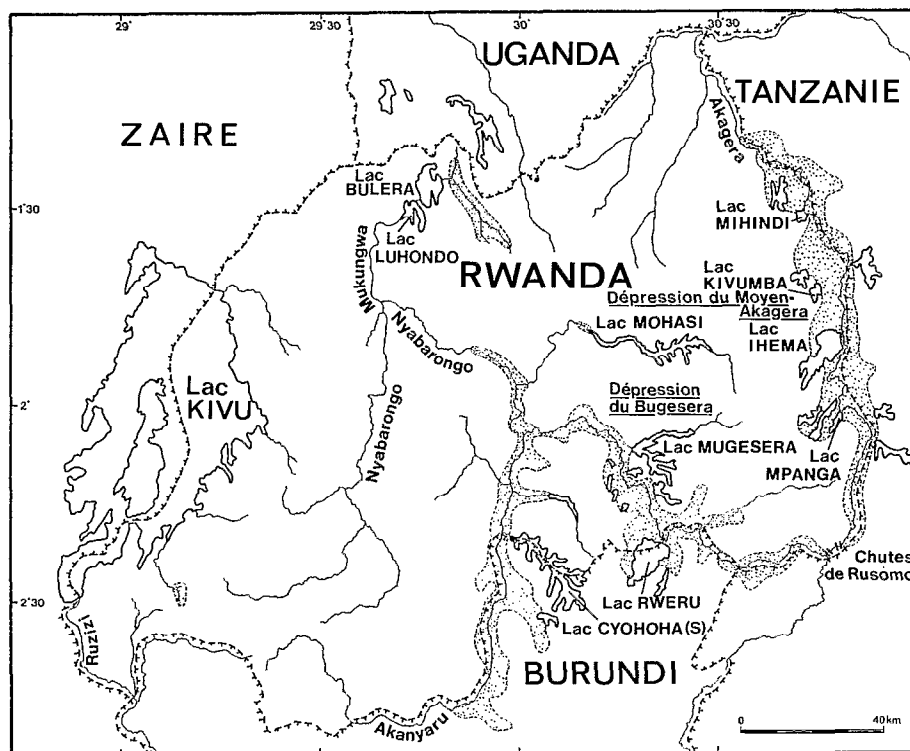 29°
29°30
30°
30°30
UGANDA
TANZANIE
ZAIRE
Akagera
Lac
BULERA
1°30
Lac
MIHINDI
Lac
LUHONDO
Mukungwa
RWANDA
Lac
KIVUMBA
Dépression du Moyen-
Akagera
Nyabarongo
Lac MOHASI
Lac
IHEMA
Lac
KIVU
2°
Nyabarongo
Dépression
du Bugesera
Lac MUGESERA
Lac
MPANGA
Chutes
de Rusomo
2°30
Lac RWERU
Lac CYOHOHA(S)
Ruzizi
BURUNDI
Akanyaru
0 40 km